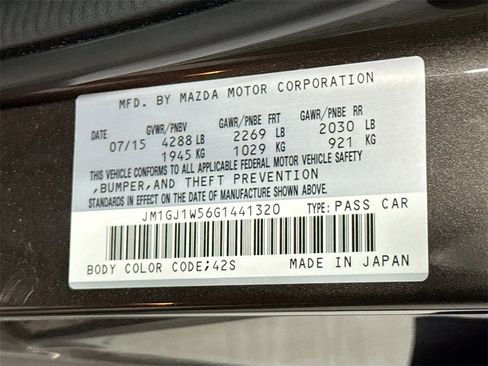 MFD. BY MAZDA MOTOR CORPORATION
DATE GVWR/PNBV GAWR/PNBE FRT GAWR/PNBE RR
07/15 4288 LB 2269 LB 2030 LB
1945 KG 1029 KG 921 KG
THIS VEHICLE CONFORMS TO ALL APPLICABLE FEDERAL MOTOR VEHICLE SAFETY
,BUMPER,AND THEFT PREVENTION
STANDARDS IN EFFECT ON THE DATE OF MANUFACTURE SHOWN ABOVE.
JM1GJ1W56G1441320 TYPE: PASS CAR
BODY COLOR CODE;42S MADE IN JAPAN